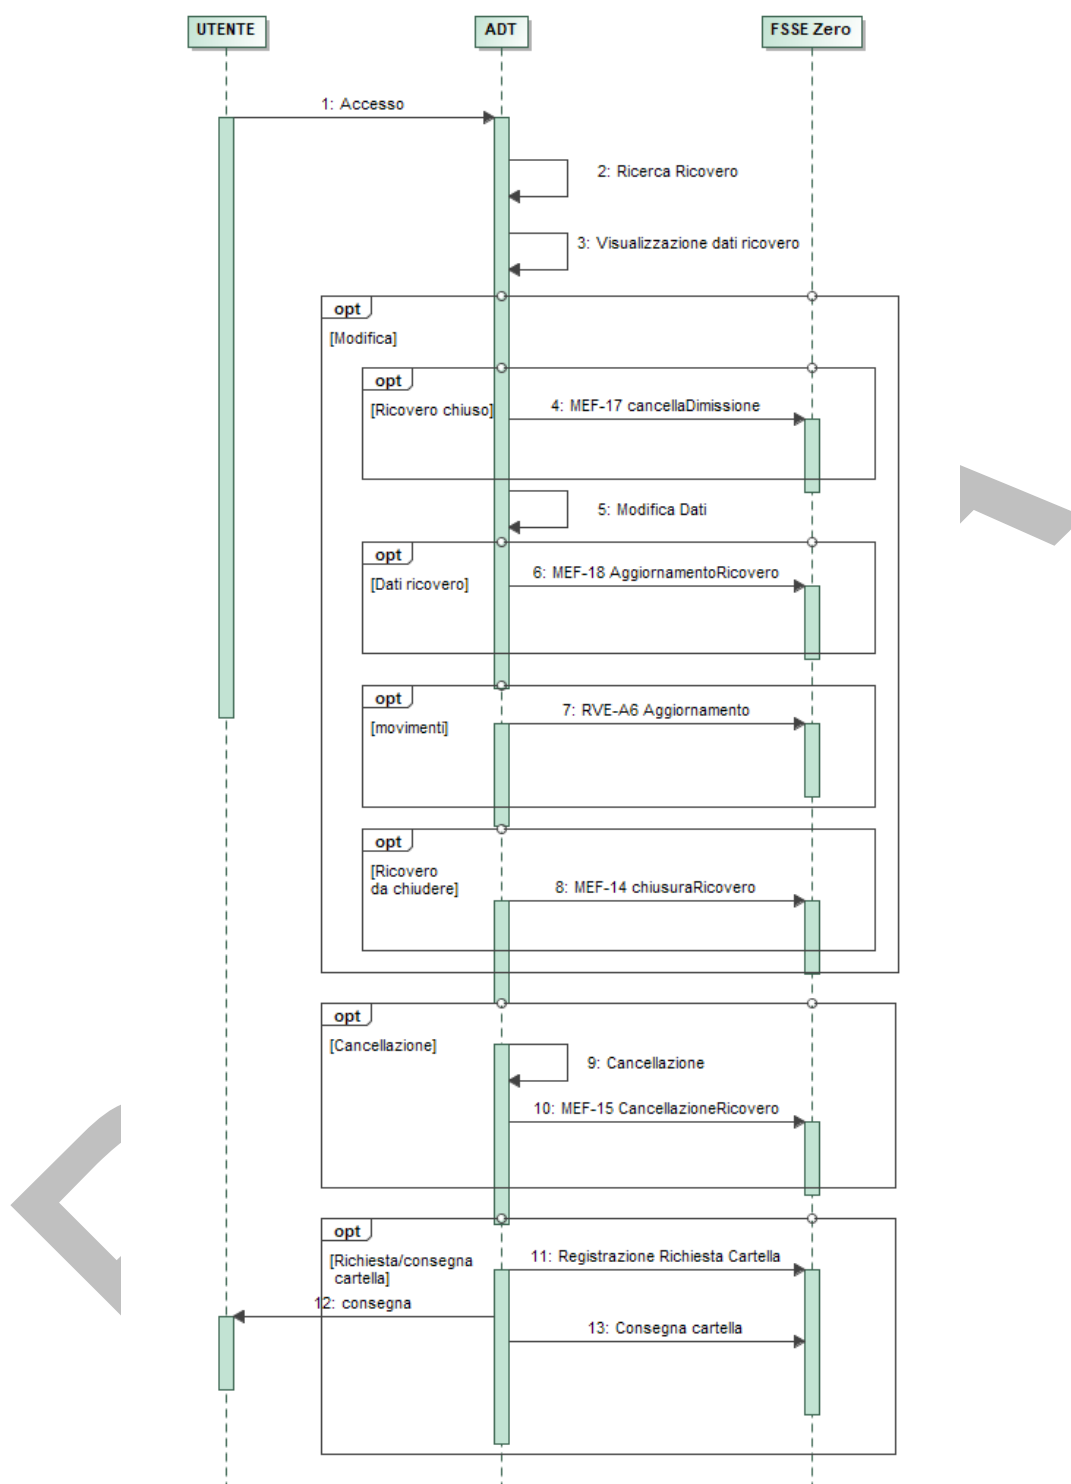 UTENTE
ADT
FSSE Zero
1: Accesso
2: Ricerca Ricovero
3: Visualizzazione dati ricovero
opt
[Modifica]
opt
[Ricovero chiuso]
4: MEF-17 cancellaDimissione
5: Modifica Dati
opt
[Dati ricovero]
6: MEF-18 AggiornamentoRicovero
opt
[movimenti]
7: RVE-A6 Aggiornamento
opt
[Ricovero
da chiudere]
8: MEF-14 chiusuraRicovero
opt
[Cancellazione]
9: Cancellazione
10: MEF-15 CancellazioneRicovero
opt
[Richiesta/consegna
cartella]
11: Registrazione Richiesta Cartella
12: consegna
13: Consegna cartella